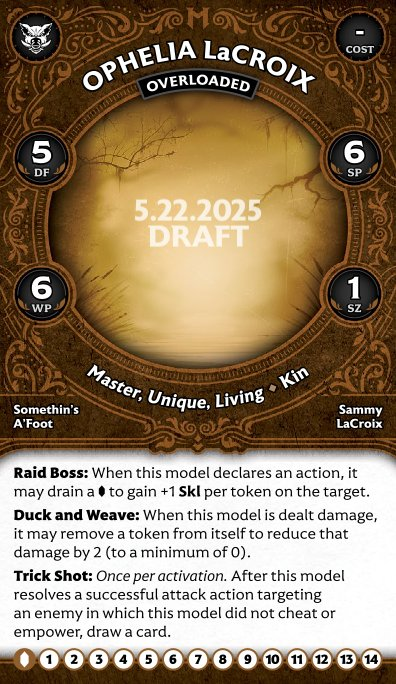 M
-
COST
OPHELIA LaCROIX
OVERLOADED
5
DF
6
SP
5.22.2025
DRAFT
6
WP
1
SZ
Master, Unique, Living ♦ Kin
Somethin's
A'Foot
Sammy
LaCroix
Raid Boss: When this model declares an action, it
may drain a ⬮ to gain +1 Skl per token on the target.
Duck and Weave: When this model is dealt damage,
it may remove a token from itself to reduce that
damage by 2 (to a minimum of 0).
Trick Shot: Once per activation. After this model
resolves a successful attack action targeting
an enemy in which this model did not cheat or
empower, draw a card.
1 2 3 4 5 6 7 8 9 10 11 12 13 14